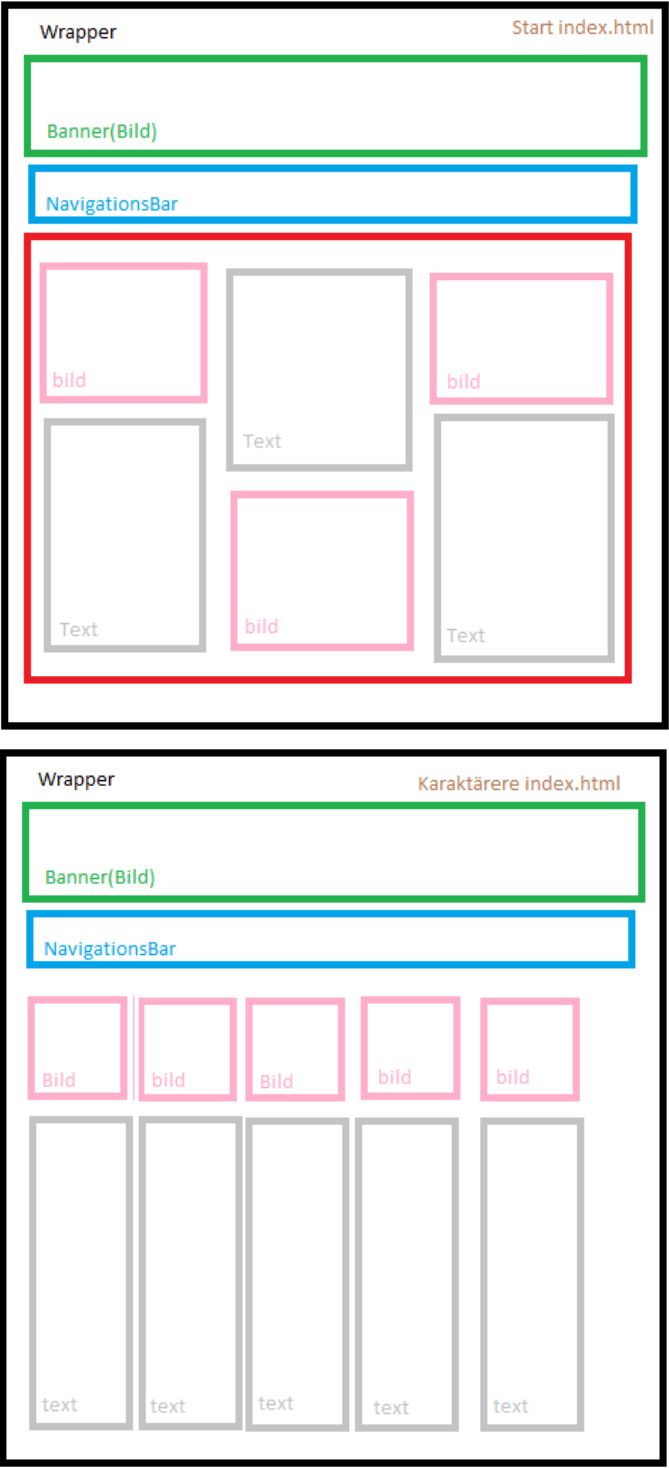 Wrapper
Start index.html
Banner(Bild)
NavigationsBar
bild
Text
bild
Text
bild
Text
Wrapper
Karaktärere index.html
Banner(Bild)
NavigationsBar
Bild
bild
Bild
bild
bild
text
text
text
text
text